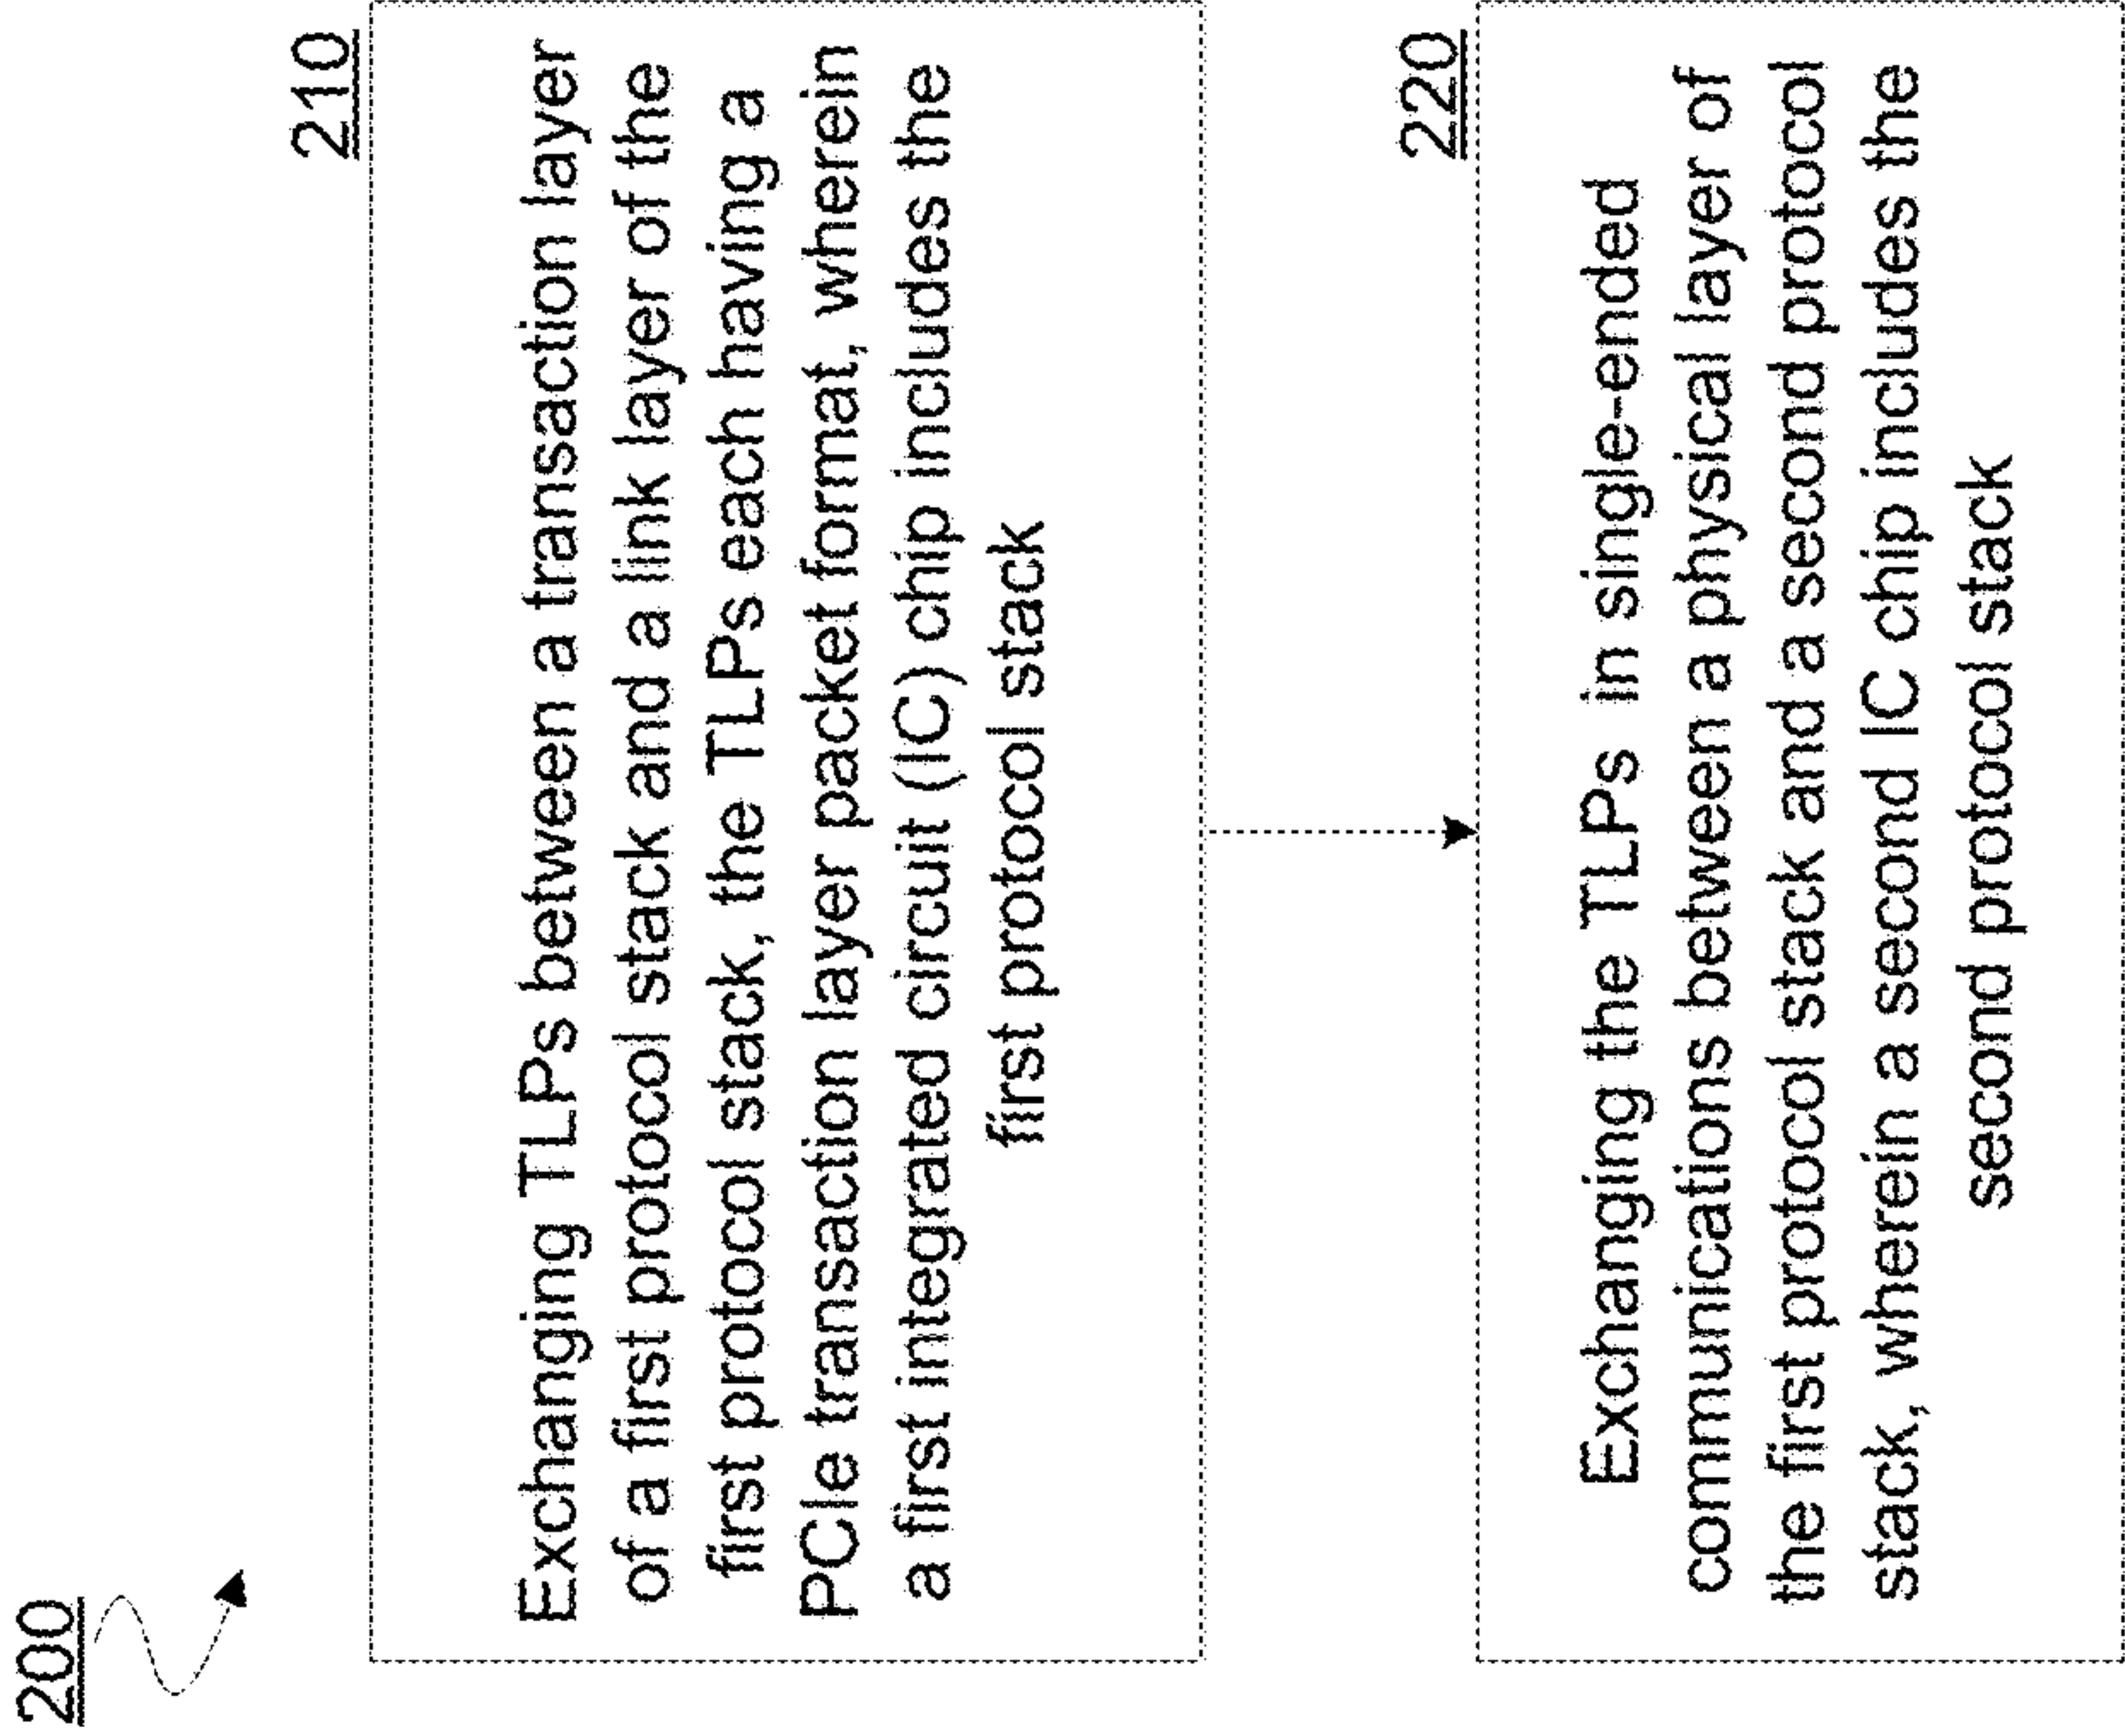 200
210
Exchanging TLPs between a transaction layer
of a first protocol stack and a link layer of the
first protocol stack, the TLPs each having a
PCIe transaction layer packet format, wherein
a first integrated circuit (IC) chip includes the
first protocol stack
220
Exchanging the TLPs in single-ended
communications between a physical layer of
the first protocol stack and a second protocol
stack, wherein a second IC chip includes the
second protocol stack